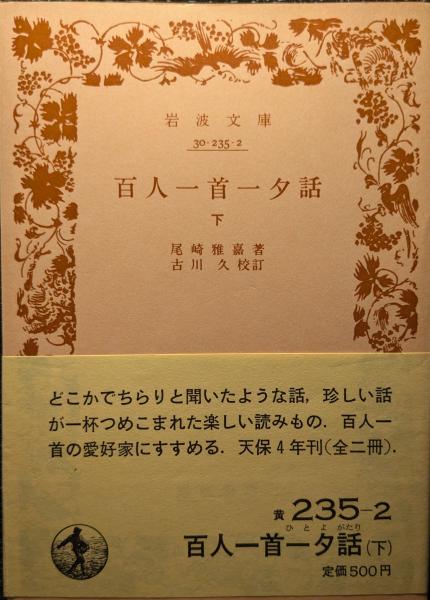 岩波文庫
30-235-2
百人一首一夕話
下
尾崎雅嘉著
古川久校訂
どこかでちらりと聞いたような話，珍しい話
が一杯つめこまれた楽しい読みもの．百人一
首の愛好家にすすめる．天保4年刊(全二冊)．
黄 235-2
ひとよがたり
百人一首一夕話(下)
定価500円